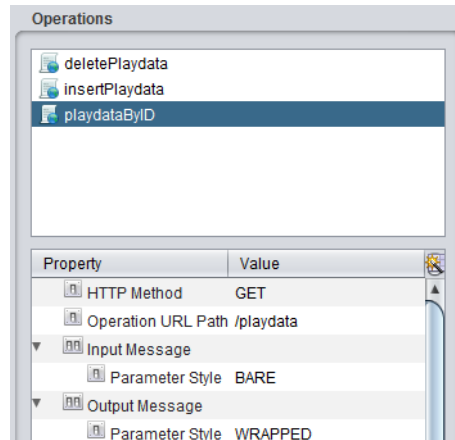 Operations
deletePlaydata
insertPlaydata
playdataByID
Property Value
HTTP Method GET
Operation URL Path /playdata
Input Message
Parameter Style BARE
Output Message
Parameter Style WRAPPED